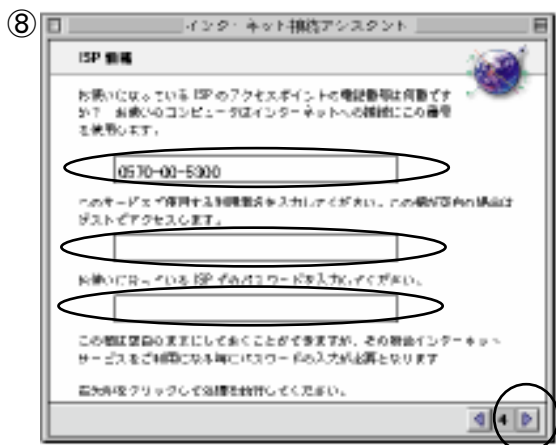 ⑧
インターネット接続アシスタント
ISP 情報
お使いになっている ISP のアクセスポイントの電話番号は何番です
か？ お使いのコンピュータはインターネットへの接続にこの番号
を使用します。
0570-00-5300
このサービスで使用する利用者名を入力してください。この欄が空白の場合は
ゲストでアクセスします。
お使いになっている ISP でのパスワードを入力してください。
この欄は空白のままにしておくことができますが、その場合インターネット
サービスをご利用になる毎にパスワードの入力が必要となります
右矢印をクリックして処理を続行してください。
4